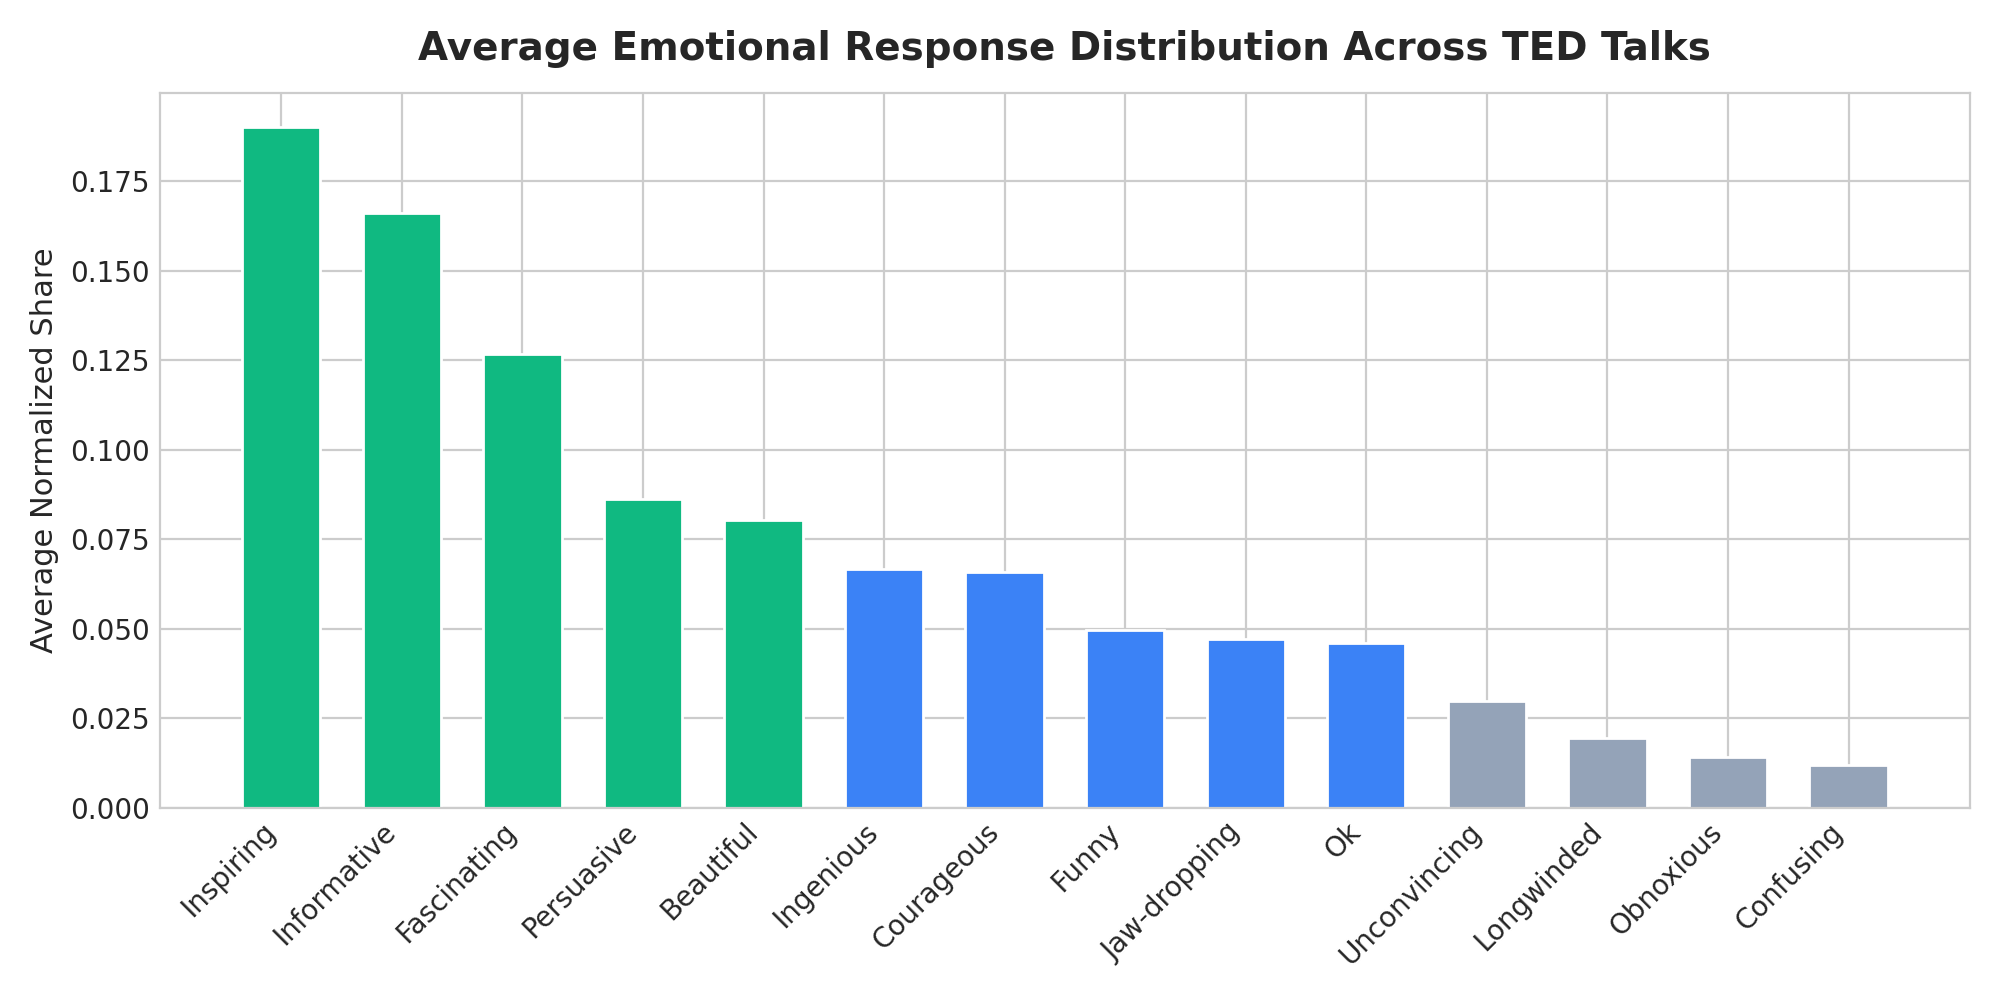 Average Emotional Response Distribution Across TED Talks
Average Normalized Share
0.175
0.150
0.125
0.100
0.075
0.050
0.025
0.000
Inspiring
Informative
Fascinating
Persuasive
Beautiful
Ingenious
Courageous
Funny
Jaw-dropping
Ok
Unconvincing
Longwinded
Obnoxious
Confusing